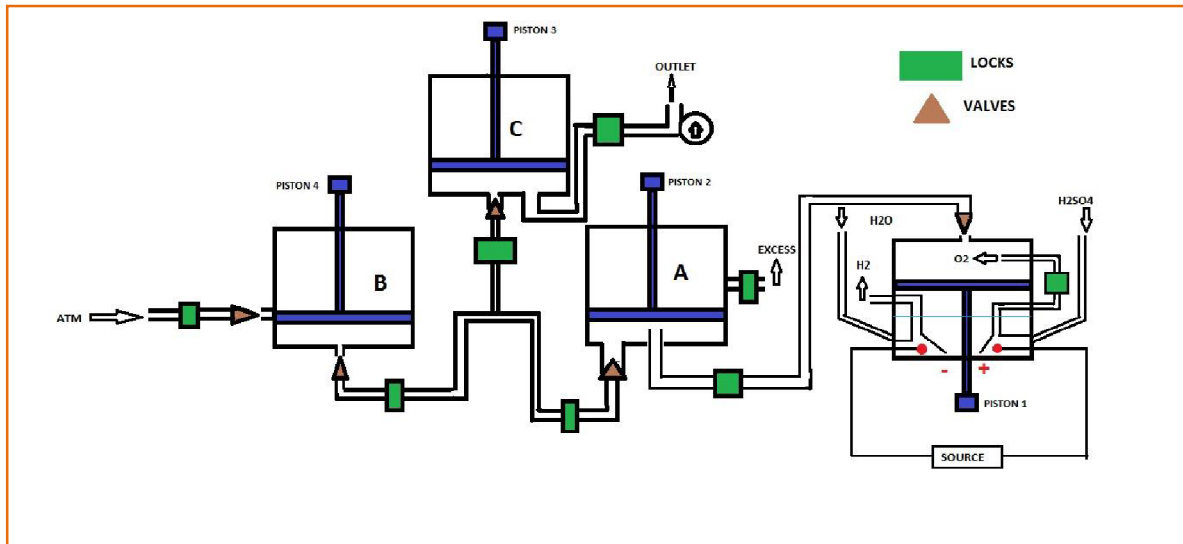 PISTON 3
OUTLET
LOCKS
VALVES
C
PISTON 4
PISTON 2
H2O
H2SO4
EXCESS
O2
A
H2
B
ATM
- +
PISTON 1
SOURCE